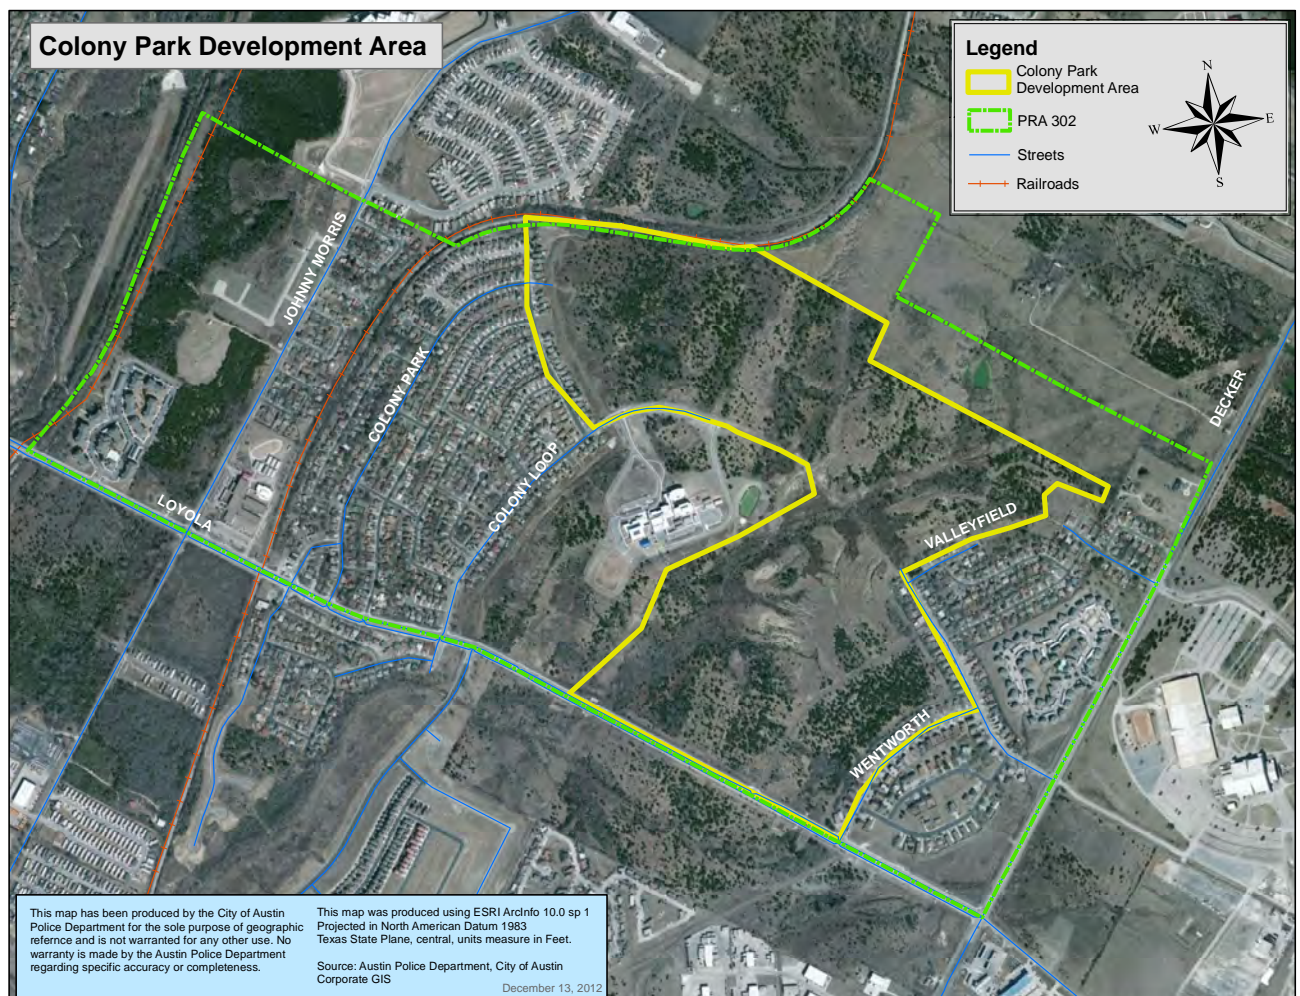 Colony Park Development Area
Legend
Colony Park
Development Area
PRA 302
Streets
Railroads
N
W
E
S
JOHNNY MORRIS
COLONY PARK
COLONY LOOP
LOYOLA
DECKER
VALLEYFIELD
WENTWORTH
This map has been produced by the City of Austin
Police Department for the sole purpose of geographic
refernce and is not warranted for any other use. No
warranty is made by the Austin Police Department
regarding specific accuracy or completeness.
This map was produced using ESRI ArcInfo 10.0 sp 1
Projected in North American Datum 1983
Texas State Plane, central, units measure in Feet.
Source: Austin Police Department, City of Austin
Corporate GIS
December 13, 2012